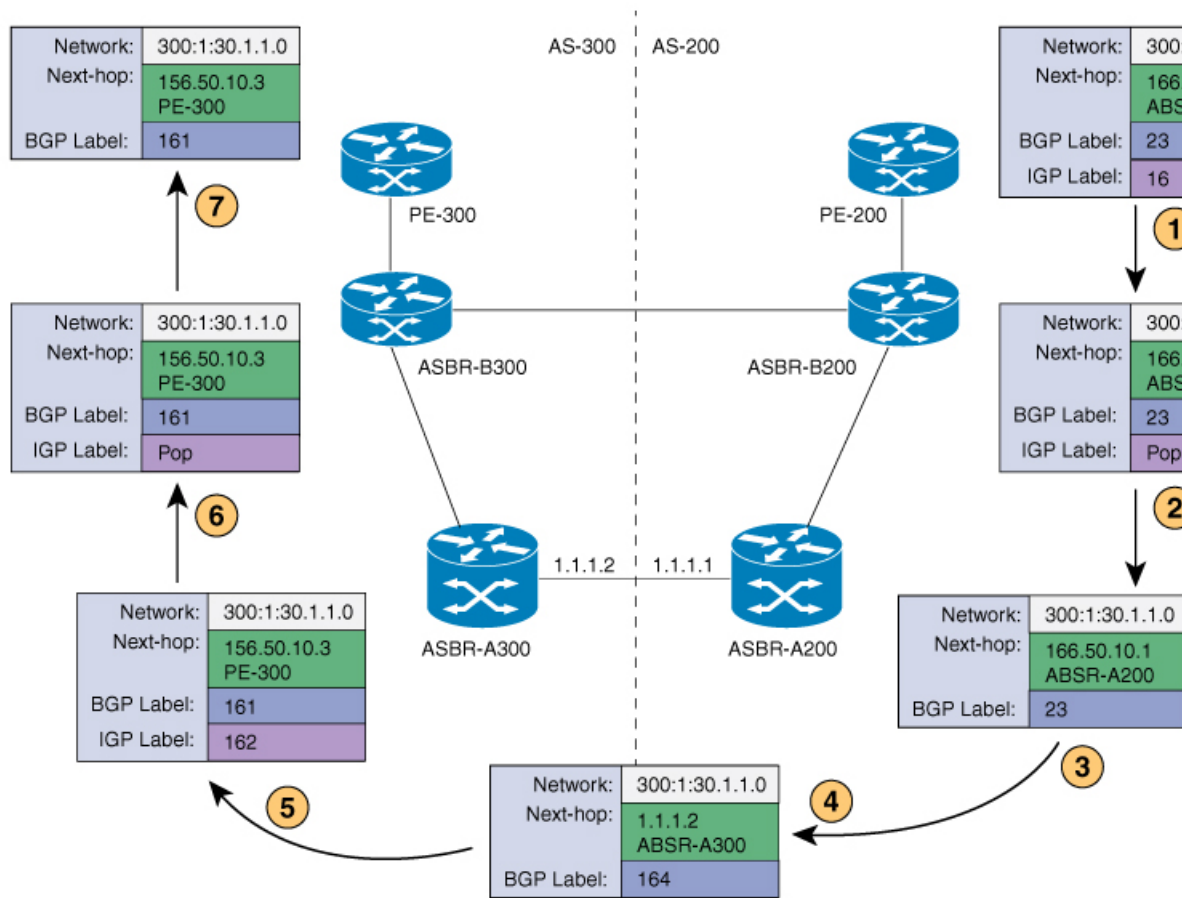 Network: 300:1:30.1.1.0
Next-hop: 156.50.10.3
PE-300
BGP Label: 161
7
AS-300 AS-200
Network: 300:
Next-hop: 166.
ABS
BGP Label: 23
IGP Label: 16
1
PE-300
PE-200
Network: 300:1:30.1.1.0
Next-hop: 156.50.10.3
PE-300
BGP Label: 161
IGP Label: Pop
6
ASBR-B300
ASBR-B200
Network: 300:
Next-hop: 166.
ABS
BGP Label: 23
IGP Label: Pop
2
1.1.1.2 1.1.1.1
ASBR-A300
ASBR-A200
Network: 300:1:30.1.1.0
Next-hop: 156.50.10.3
PE-300
BGP Label: 161
IGP Label: 162
5
Network: 300:1:30.1.1.0
Next-hop: 166.50.10.1
ABSR-A200
BGP Label: 23
3
4
Network: 300:1:30.1.1.0
Next-hop: 1.1.1.2
ABSR-A300
BGP Label: 164